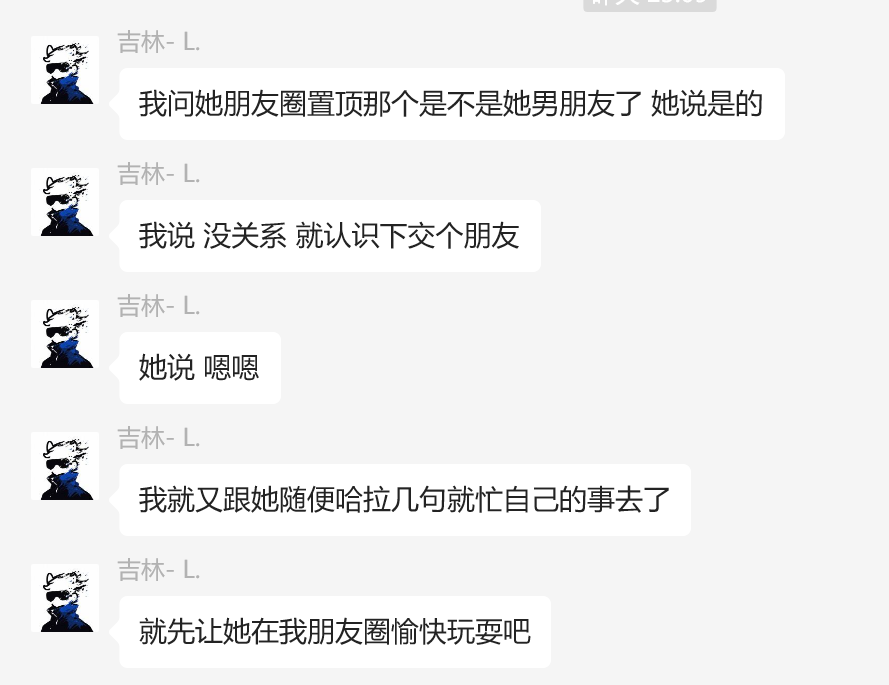 吉林- L.
我问她朋友圈置顶那个是不是她男朋友了 她说是的
吉林- L.
我说 没关系 就认识下交个朋友
吉林- L.
她说 嗯嗯
吉林- L.
我就又跟她随便哈拉几句就忙自己的事去了
吉林- L.
就先让她在我朋友圈愉快玩耍吧